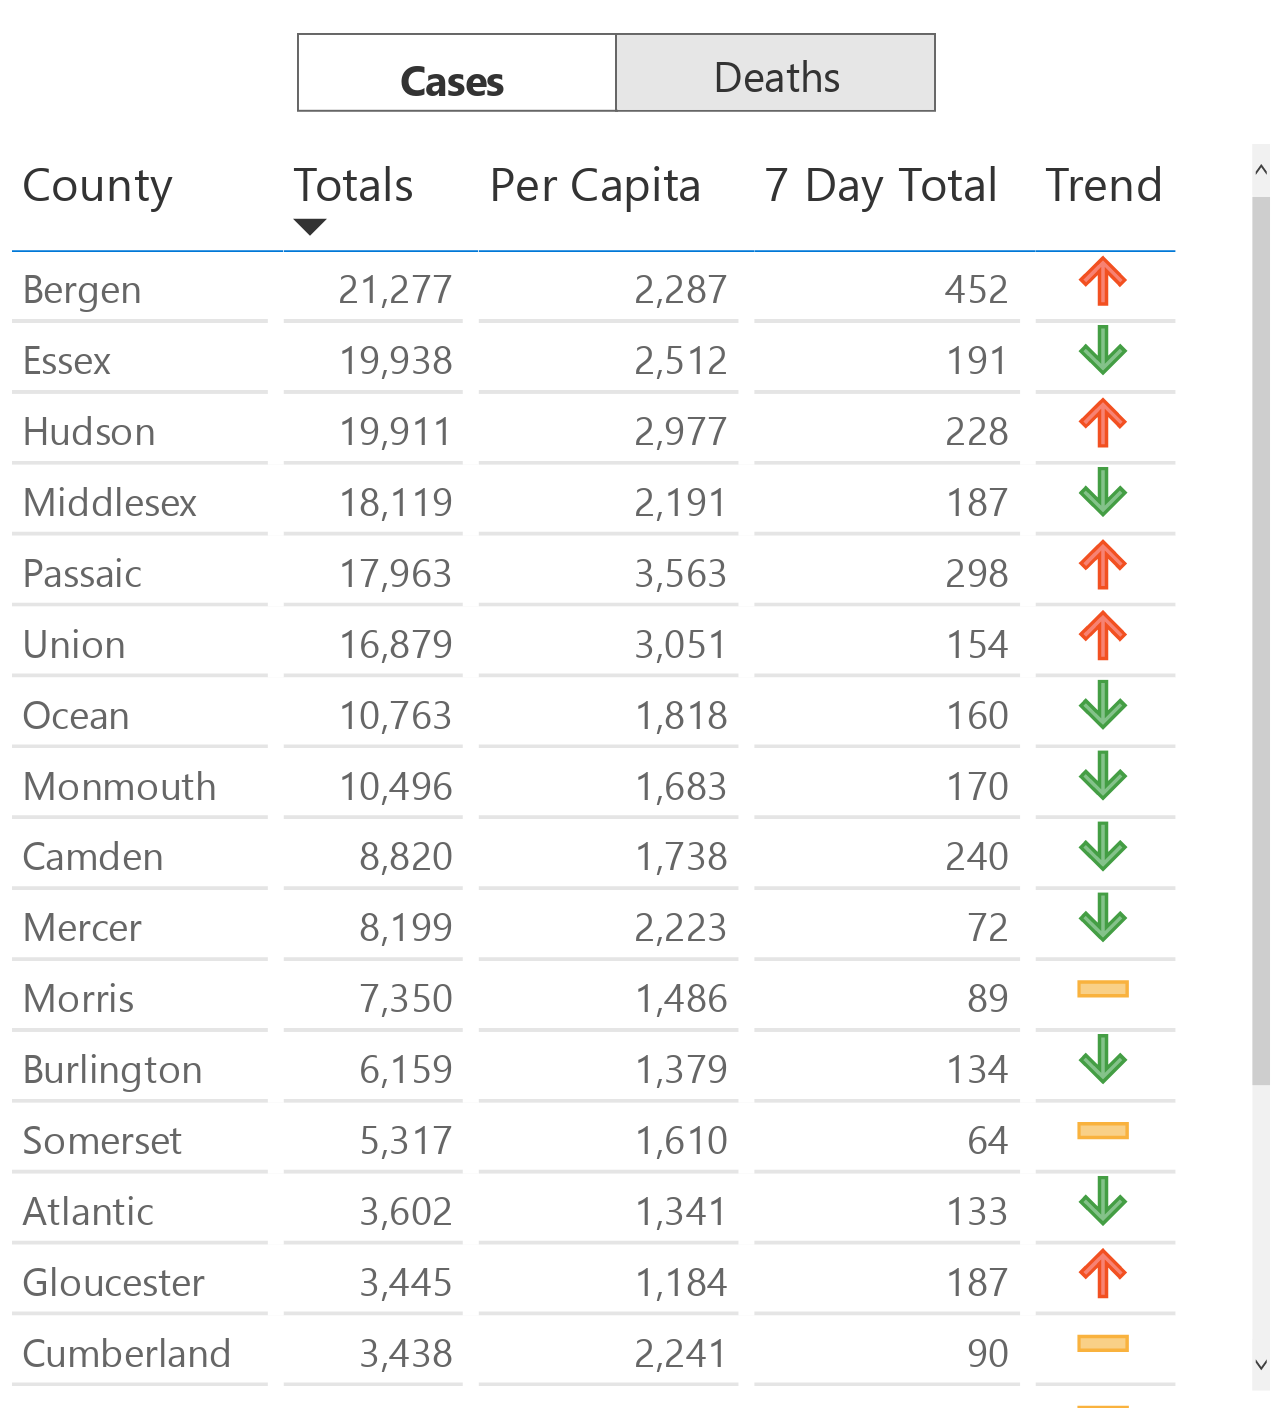 Cases Deaths
County Totals Per Capita 7 Day Total Trend
Bergen 21,277 2,287 452
Essex 19,938 2,512 191
Hudson 19,911 2,977 228
Middlesex 18,119 2,191 187
Passaic 17,963 3,563 298
Union 16,879 3,051 154
Ocean 10,763 1,818 160
Monmouth 10,496 1,683 170
Camden 8,820 1,738 240
Mercer 8,199 2,223 72
Morris 7,350 1,486 89
Burlington 6,159 1,379 134
Somerset 5,317 1,610 64
Atlantic 3,602 1,341 133
Gloucester 3,445 1,184 187
Cumberland 3,438 2,241 90